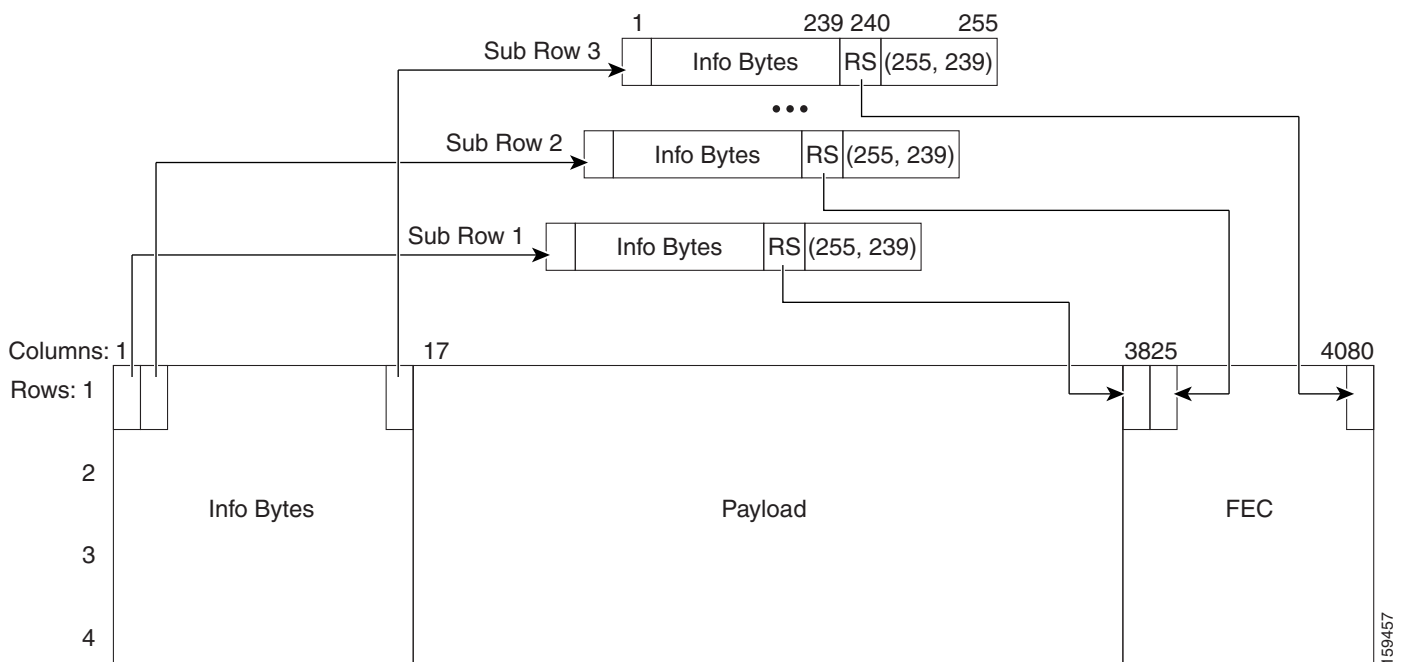 1 239 240 255
Sub Row 3
Info Bytes RS (255, 239)
•••
Sub Row 2
Info Bytes RS (255, 239)
Sub Row 1
Info Bytes RS (255, 239)
Columns: 1 17 3825 4080
Rows: 1
2
Info Bytes Payload FEC
3
4
159457